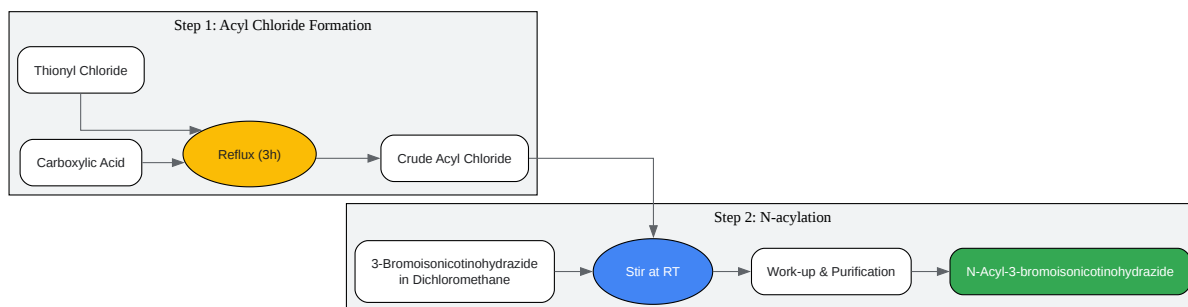 Step 1: Acyl Chloride Formation
Thionyl Chloride
Carboxylic Acid
Reflux (3h)
Crude Acyl Chloride
Step 2: N-acylation
3-Bromoisonicotinohydrazide
in Dichloromethane
Stir at RT
Work-up & Purification
N-Acyl-3-bromoisonicotinohydrazide